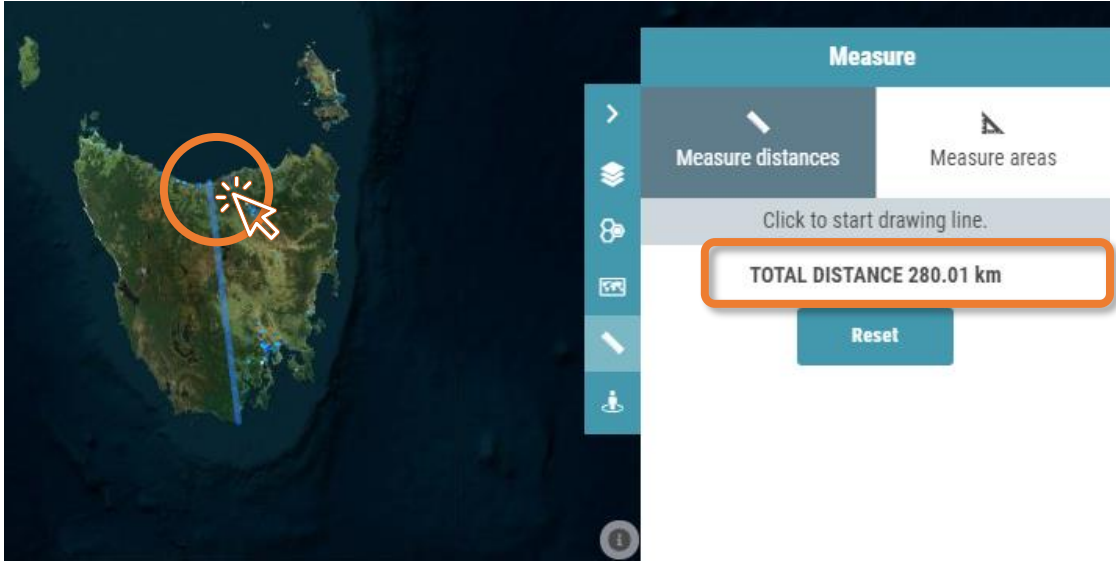 Measure
Measure distances
Measure areas
Click to start drawing line.
TOTAL DISTANCE 280.01 km
Reset